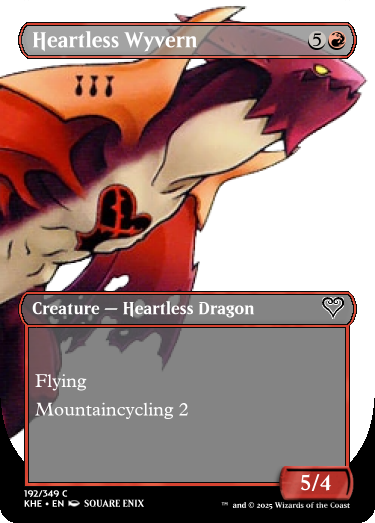 Heartless Wyvern 5
Creature — Heartless Dragon
Flying
Mountaincycling 2
5/4
192/349 C
KHE • EN SQUARE ENIX
™ and © 2025 Wizards of the Coast